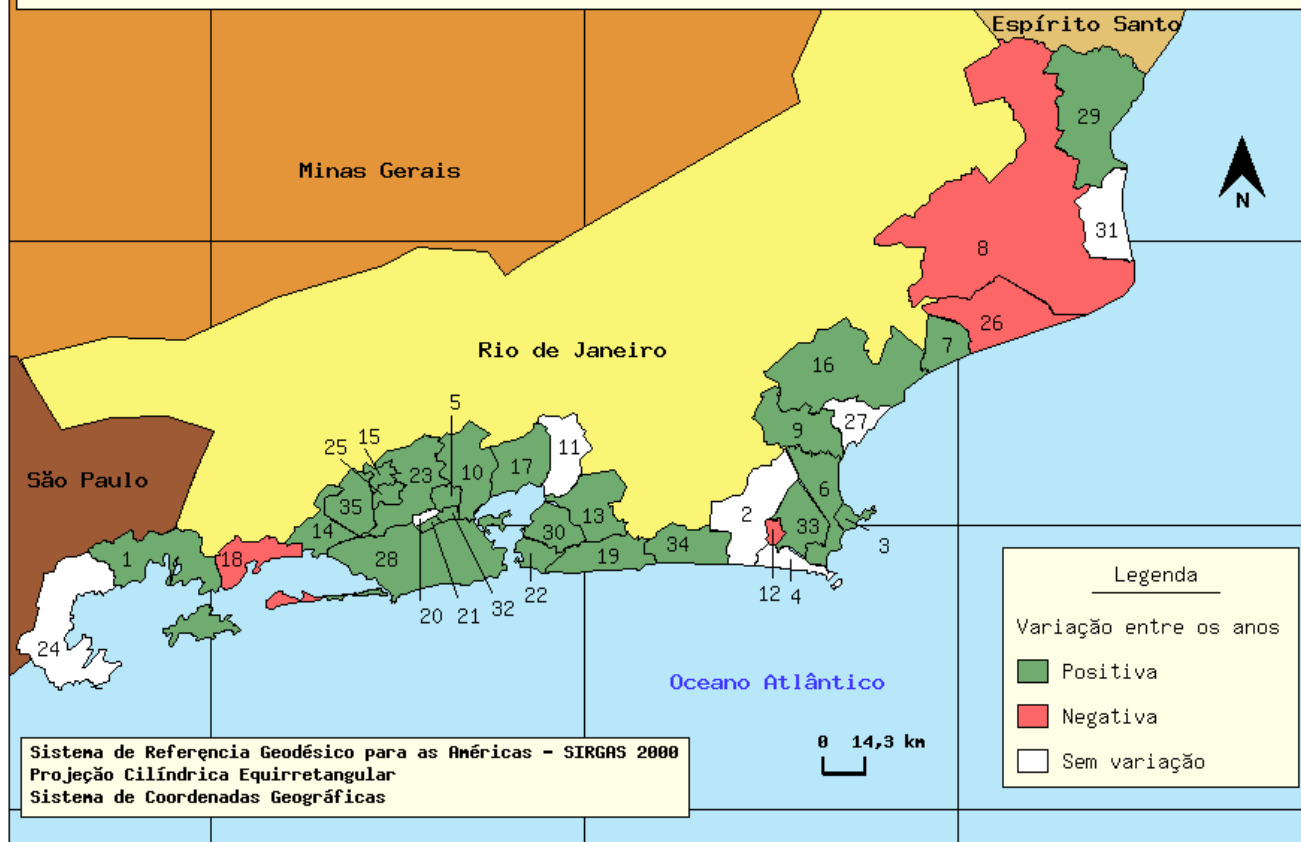 Espírito Santo
29
Minas Gerais
N
31
8
26
Rio de Janeiro
7
16
5
27
15
9
11
25
23
17
10
São Paulo
6
35
2
13
14
30
33
1
18
28
19
34
3
22
12
4
20
21
32
24
Oceano Atlântico
Legenda
Variação entre os anos
Positiva
Negativa
Sem variação
0 14,3 km
Sistema de Referençia Geodésico para as Américas - SIRGAS 2000
Projeção Cilíndrica Equirretangular
Sistema de Coordenadas Geográficas